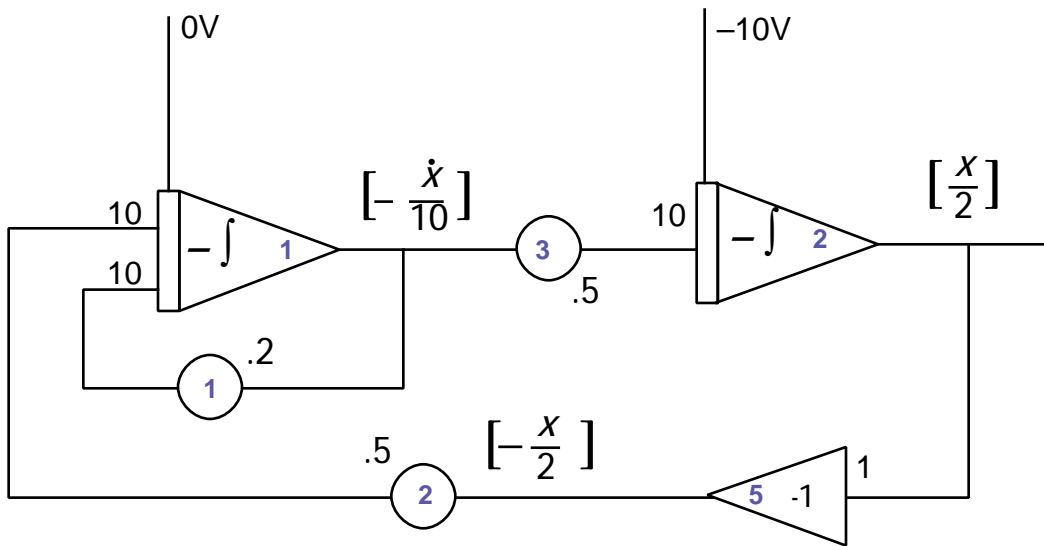 0V
–10V
[- ẋ/10]
[x/2]
10
10
– ∫ 1
3
.5
10
– ∫ 2
.2
1
.5
[- x/2]
2
5 -1
1